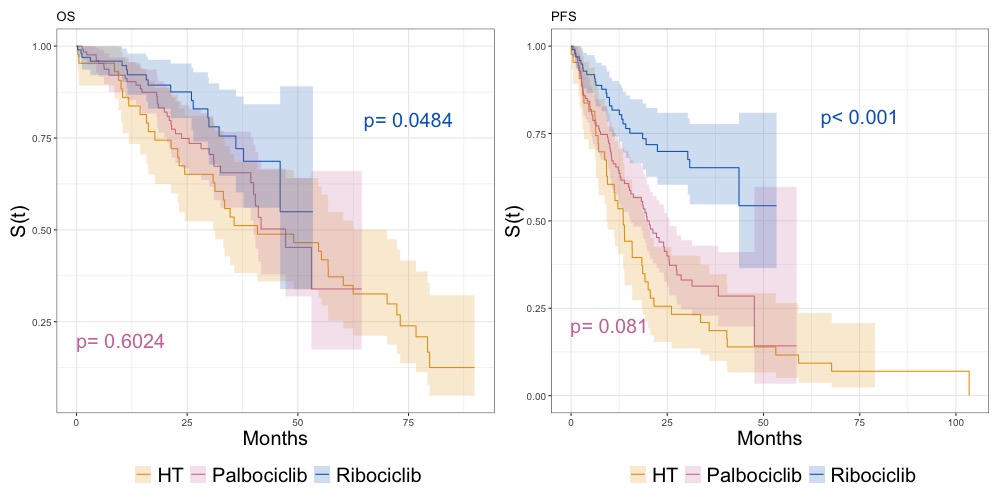 OS
1.00
0.75
0.50
0.25
S(t)
p= 0.0484
p= 0.6024
0 25 50 75
Months
HT Palbociclib Ribociclib
PFS
1.00
0.75
0.50
0.25
0.00
S(t)
p< 0.001
p= 0.081
0 25 50 75 100
Months
HT Palbociclib Ribociclib